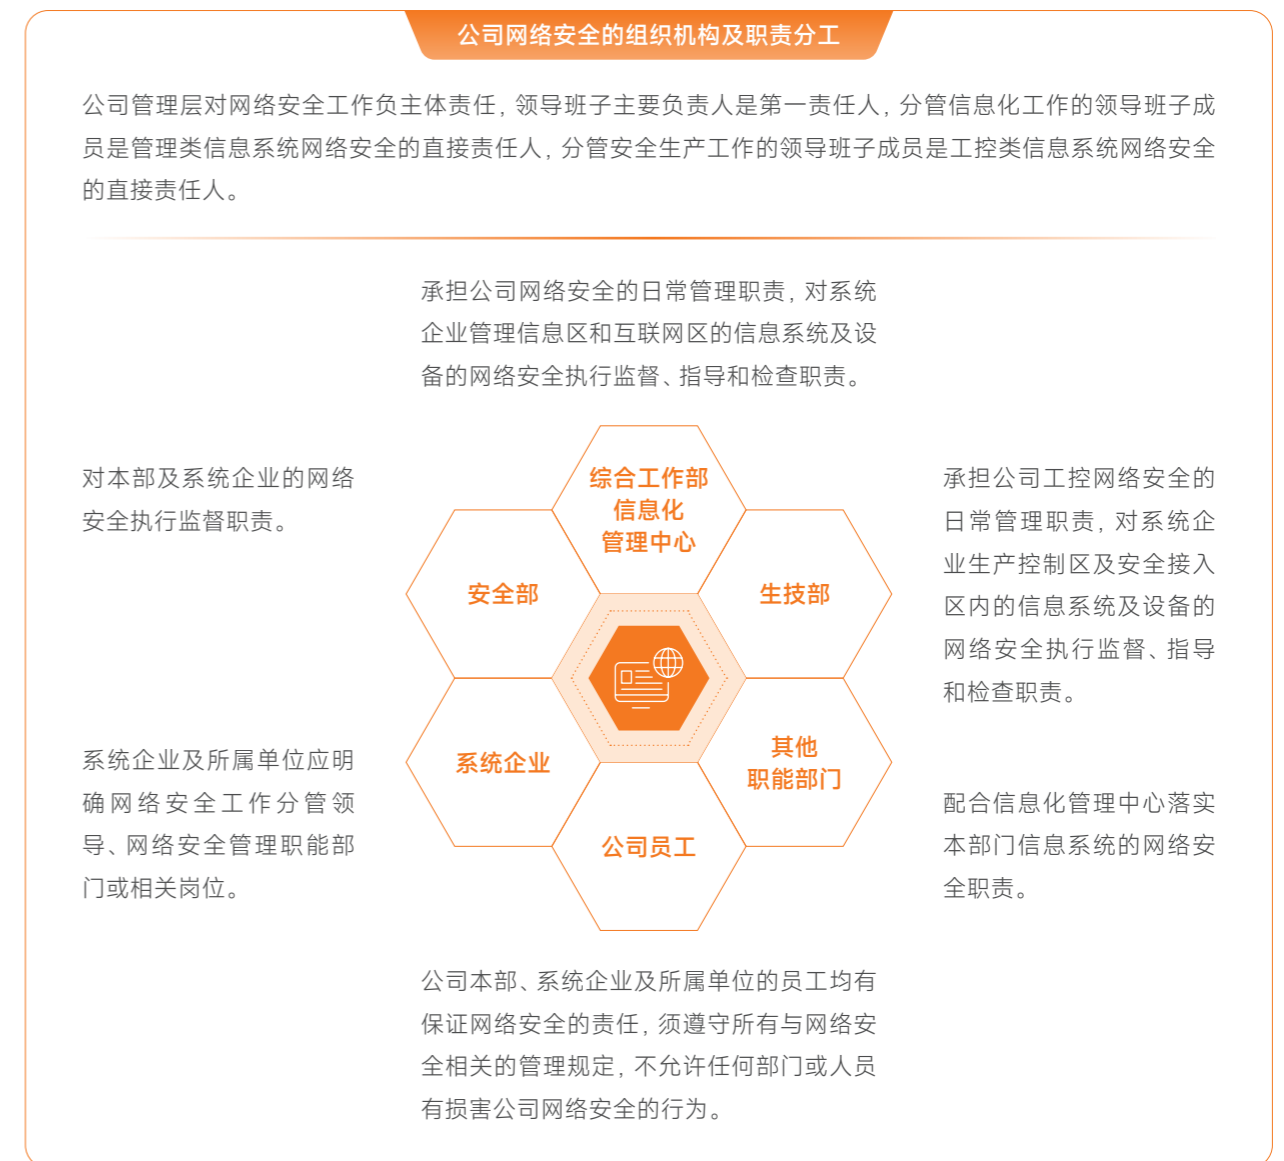 公司网络安全的组织机构及职责分工
公司管理层对网络安全工作负主体责任，领导班子主要负责人是第一责任人，分管信息化工作的领导班子成
员是管理类信息系统网络安全的直接责任人，分管安全生产工作的领导班子成员是工控类信息系统网络安全
的直接责任人。
承担公司网络安全的日常管理职责，对系统
企业管理信息区和互联网区的信息系统及设
备的网络安全执行监督、指导和检查职责。
综合工作部
信息化
管理中心
对本部及系统企业的网络
安全执行监督职责。
安全部
生技部
承担公司工控网络安全的
日常管理职责，对系统企
业生产控制区及安全接入
区内的信息系统及设备的
网络安全执行监督、指导
和检查职责。
系统企业及所属单位应明
确网络安全工作分管领
导、网络安全管理职能部
门或相关岗位。
系统企业
其他
职能部门
配合信息化管理中心落实
本部门信息系统的网络安
全职责。
公司员工
公司本部、系统企业及所属单位的员工均有
保证网络安全的责任，须遵守所有与网络安
全相关的管理规定，不允许任何部门或人员
有损害公司网络安全的行为。